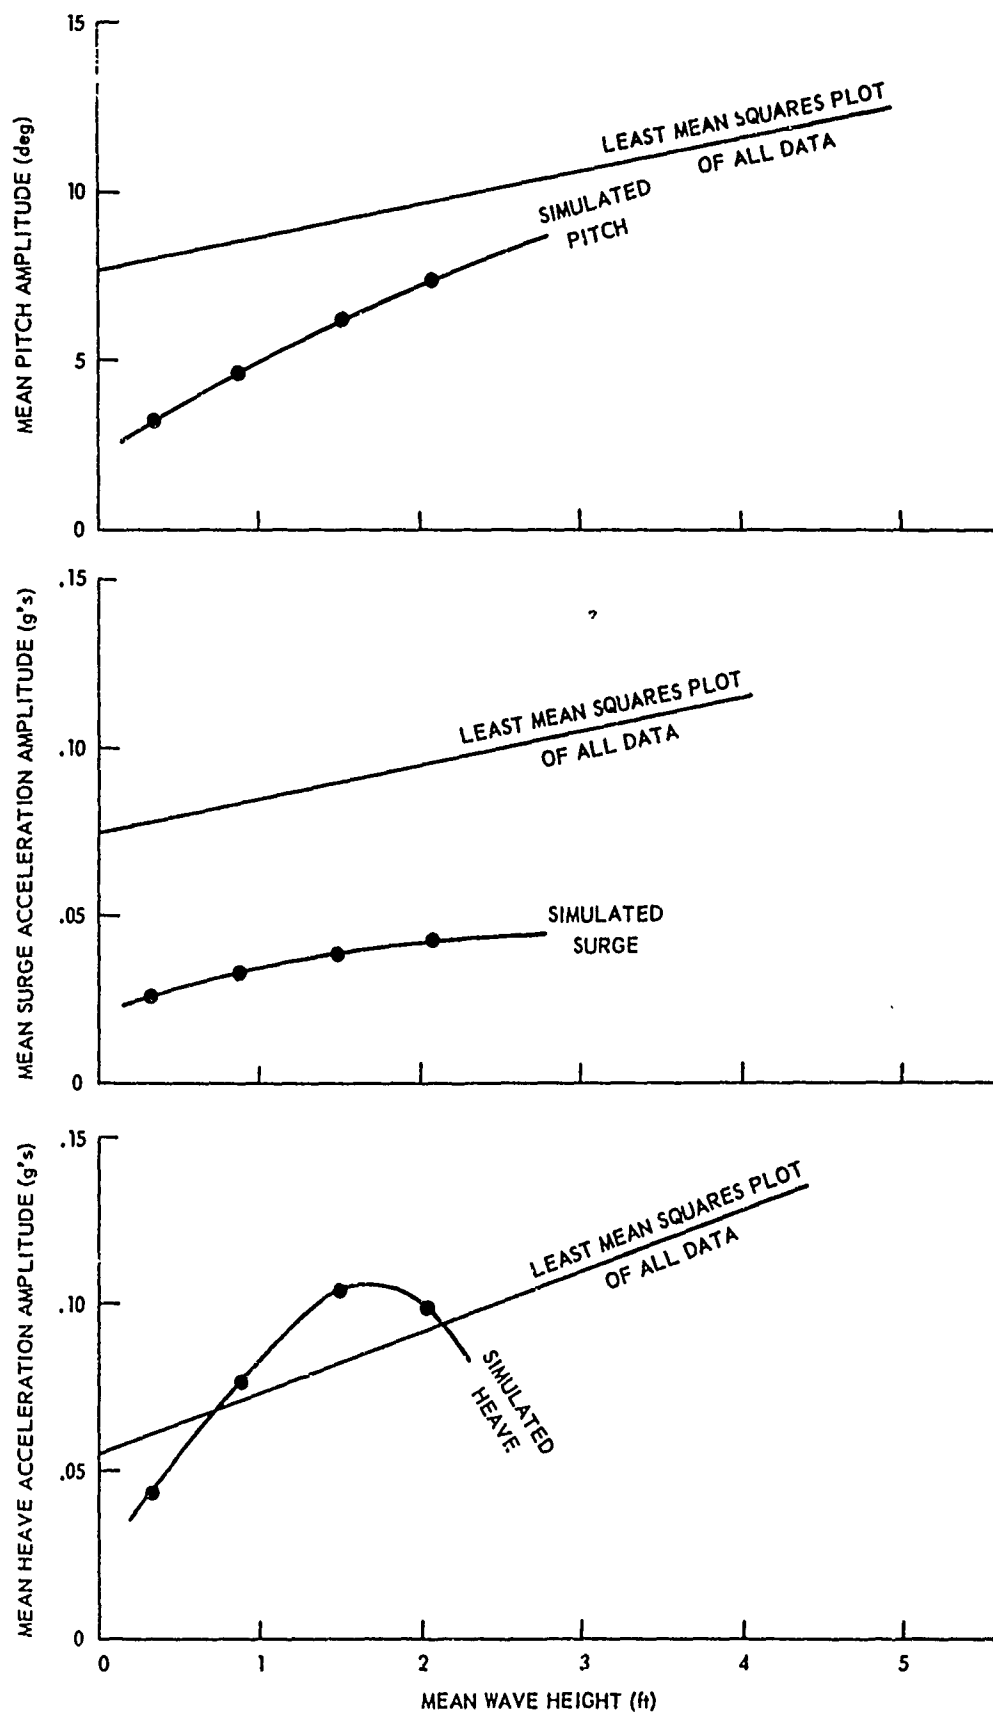 MEAN PITCH AMPLITUDE (deg)
15
10
5
0
LEAST MEAN SQUARES PLOT
OF ALL DATA
SIMULATED
PITCH
MEAN SURGE ACCELERATION AMPLITUDE (g's)
.15
.10
.05
0
?
LEAST MEAN SQUARES PLOT
OF ALL DATA
SIMULATED
SURGE
MEAN HEAVE ACCELERATION AMPLITUDE (g's)
.15
.10
.05
0
LEAST MEAN SQUARES PLOT
OF ALL DATA
SIMULATED
HEAVE
0 1 2 3 4 5
MEAN WAVE HEIGHT (ft)